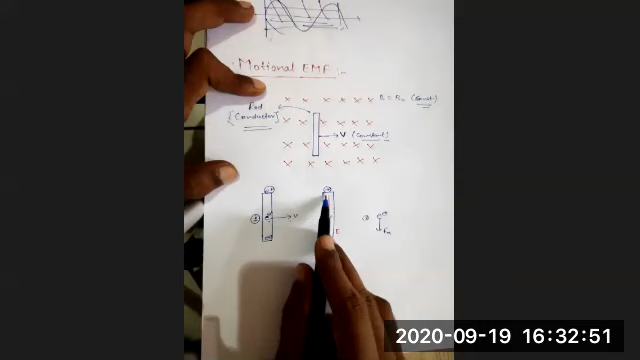 Motional EMF :-
B = B₀ (const)
Rod
[Conductor]
V (constant)
V
E
2020-09-19 16:32:51